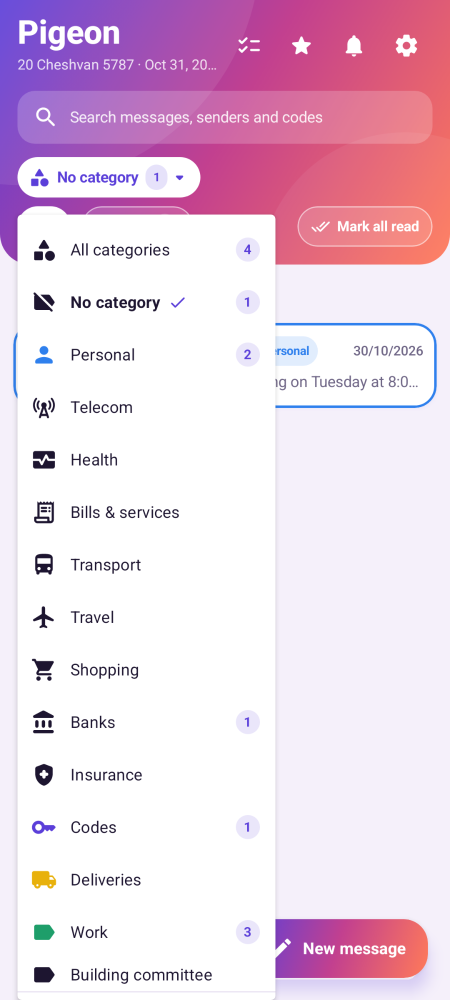 Pigeon
20 Cheshvan 5787 · Oct 31, 20...
Search messages, senders and codes
No category 1
Mark all read
All categories 4
No category 1
Personal 2
ersonal 30/10/2026
ng on Tuesday at 8:0...
Telecom
Health
Bills & services
Transport
Travel
Shopping
Banks 1
Insurance
Codes 1
Deliveries
Work 3
New message
Building committee